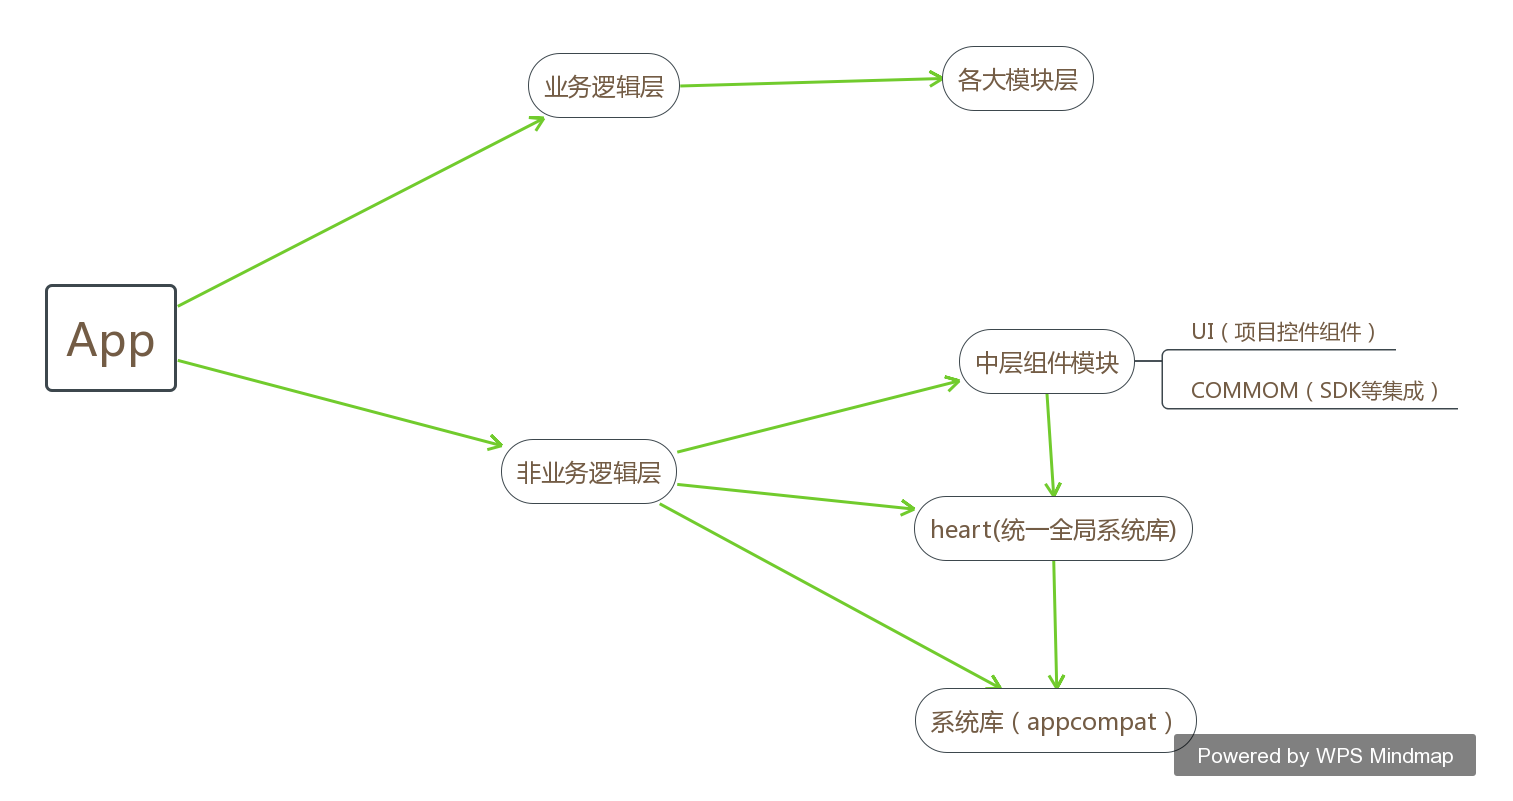 业务逻辑层
各大模块层
App
UI（项目控件组件）
中层组件模块
COMMOM（SDK等集成）
非业务逻辑层
heart(统一全局系统库)
系统库（appcompat）
Powered by WPS Mindmap